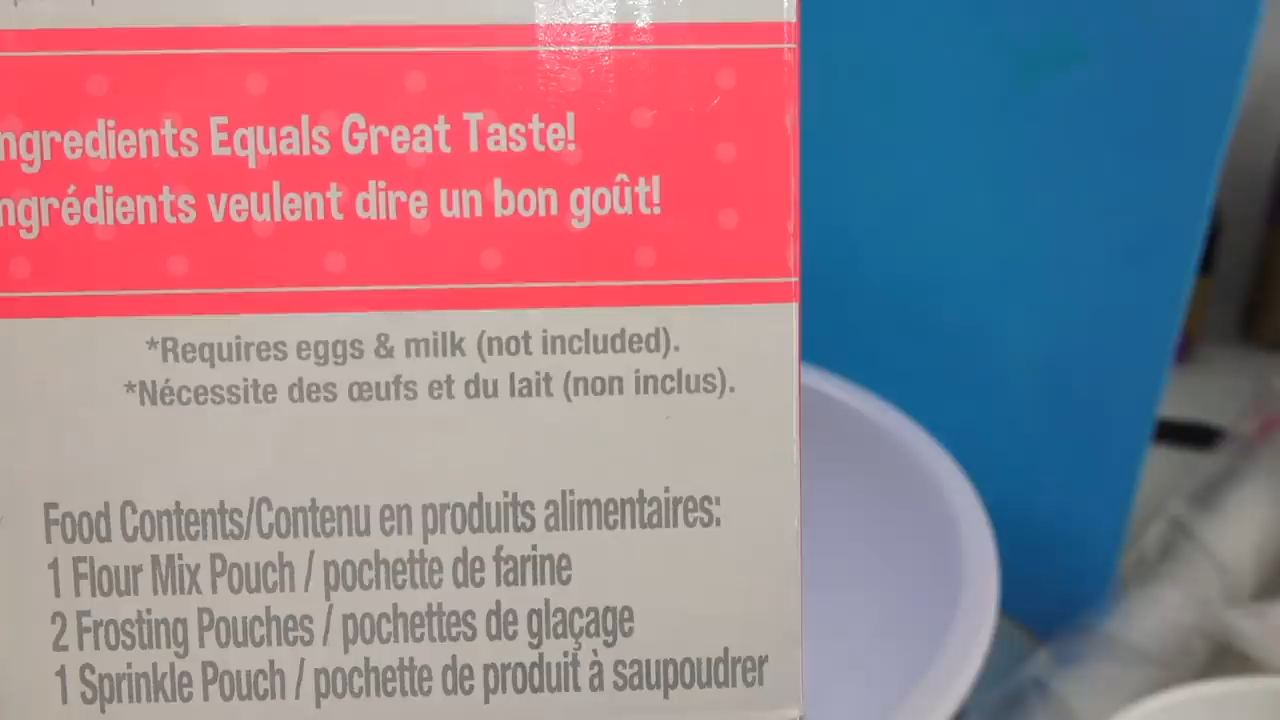 ngredients Equals Great Taste!
ngrédients veulent dire un bon goût!
*Requires eggs & milk (not included).
*Nécessite des œufs et du lait (non inclus).
Food Contents/Contenu en produits alimentaires:
1 Flour Mix Pouch / pochette de farine
2 Frosting Pouches / pochettes de glaçage
1 Sprinkle Pouch / pochette de produit à saupoudrer